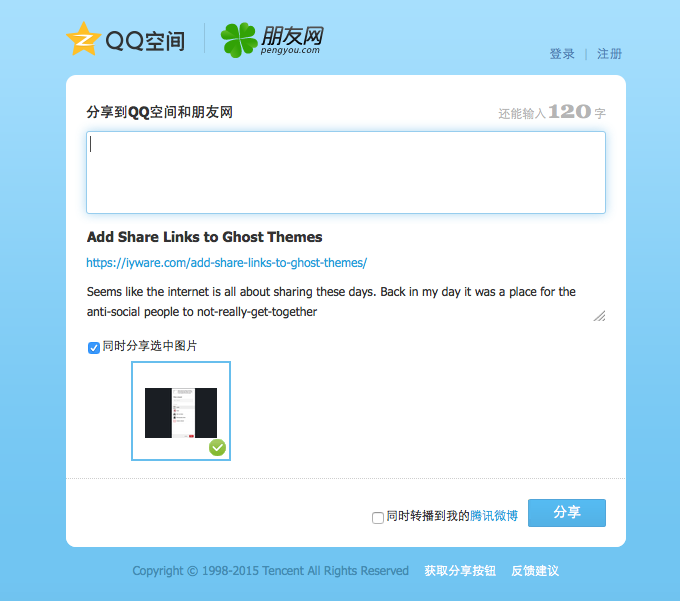 QQ空间
朋友网
pengyou.com
登录 | 注册
分享到QQ空间和朋友网
还能输入120字
Add Share Links to Ghost Themes
https://iyware.com/add-share-links-to-ghost-themes/
Seems like the internet is all about sharing these days. Back in my day it was a place for the
anti-social people to not-really-get-together
同时分享选中图片
同时转播到我的腾讯微博
分享
Copyright © 1998-2015 Tencent All Rights Reserved 获取分享按钮 反馈建议